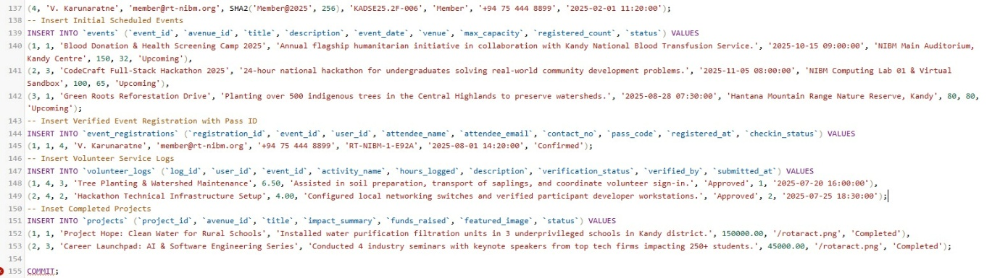 137 (4, 'V. Karunaratne', 'member@rt-nibm.org', SHA2('Member@2025', 256), 'KADSE25.2F-006', 'Member', '+94 75 444 8899', '2025-02-01 11:20:00');
138 -- Insert Initial Scheduled Events
139 INSERT INTO `events` (`event_id`, `avenue_id`, `title`, `description`, `event_date`, `venue`, `max_capacity`, `registered_count`, `status`) VALUES
140 (1, 1, 'Blood Donation & Health Screening Camp 2025', 'Annual flagship humanitarian initiative in collaboration with Kandy National Blood Transfusion Service.', '2025-10-15 09:00:00', 'NIBM Main Auditorium,
Kandy Centre', 150, 32, 'Upcoming'),
141 (2, 3, 'CodeCraft Full-Stack Hackathon 2025', '24-hour national hackathon for undergraduates solving real-world community development problems.', '2025-11-05 08:00:00', 'NIBM Computing Lab 01 & Virtual
Sandbox', 100, 65, 'Upcoming'),
142 (3, 1, 'Green Roots Reforestation Drive', 'Planting over 500 indigenous trees in the Central Highlands to preserve watersheds.', '2025-08-28 07:30:00', 'Hantana Mountain Range Nature Reserve, Kandy', 80, 80,
'Upcoming');
143 -- Insert Verified Event Registration with Pass ID
144 INSERT INTO `event_registrations` (`registration_id`, `event_id`, `user_id`, `attendee_name`, `attendee_email`, `contact_no`, `pass_code`, `registered_at`, `checkin_status`) VALUES
145 (1, 1, 4, 'V. Karunaratne', 'member@rt-nibm.org', '+94 75 444 8899', 'RT-NIBM-1-E92A', '2025-08-01 14:20:00', 'Confirmed');
146 -- Insert Volunteer Service Logs
147 INSERT INTO `volunteer_logs` (`log_id`, `user_id`, `event_id`, `activity_name`, `hours_logged`, `description`, `verification_status`, `verified_by`, `submitted_at`) VALUES
148 (1, 4, 3, 'Tree Planting & Watershed Maintenance', 6.50, 'Assisted in soil preparation, transport of saplings, and coordinate volunteer sign-in.', 'Approved', 1, '2025-07-20 16:00:00'),
149 (2, 4, 2, 'Hackathon Technical Infrastructure Setup', 4.00, 'Configured local networking switches and verified participant developer workstations.', 'Approved', 2, '2025-07-25 18:30:00');
150 -- Inset Completed Projects
151 INSERT INTO `projects` (`project_id`, `avenue_id`, `title`, `impact_summary`, `funds_raised`, `featured_image`, `status`) VALUES
152 (1, 1, 'Project Hope: Clean Water for Rural Schools', 'Installed water purification filtration units in 3 underprivileged schools in Kandy district.', 150000.00, '/rotaract.png', 'Completed'),
153 (2, 3, 'Career Launchpad: AI & Software Engineering Series', 'Conducted 4 industry seminars with keynote speakers from top tech firms impacting 250+ students.', 45000.00, '/rotaract.png', 'Completed');
154
155 COMMIT;